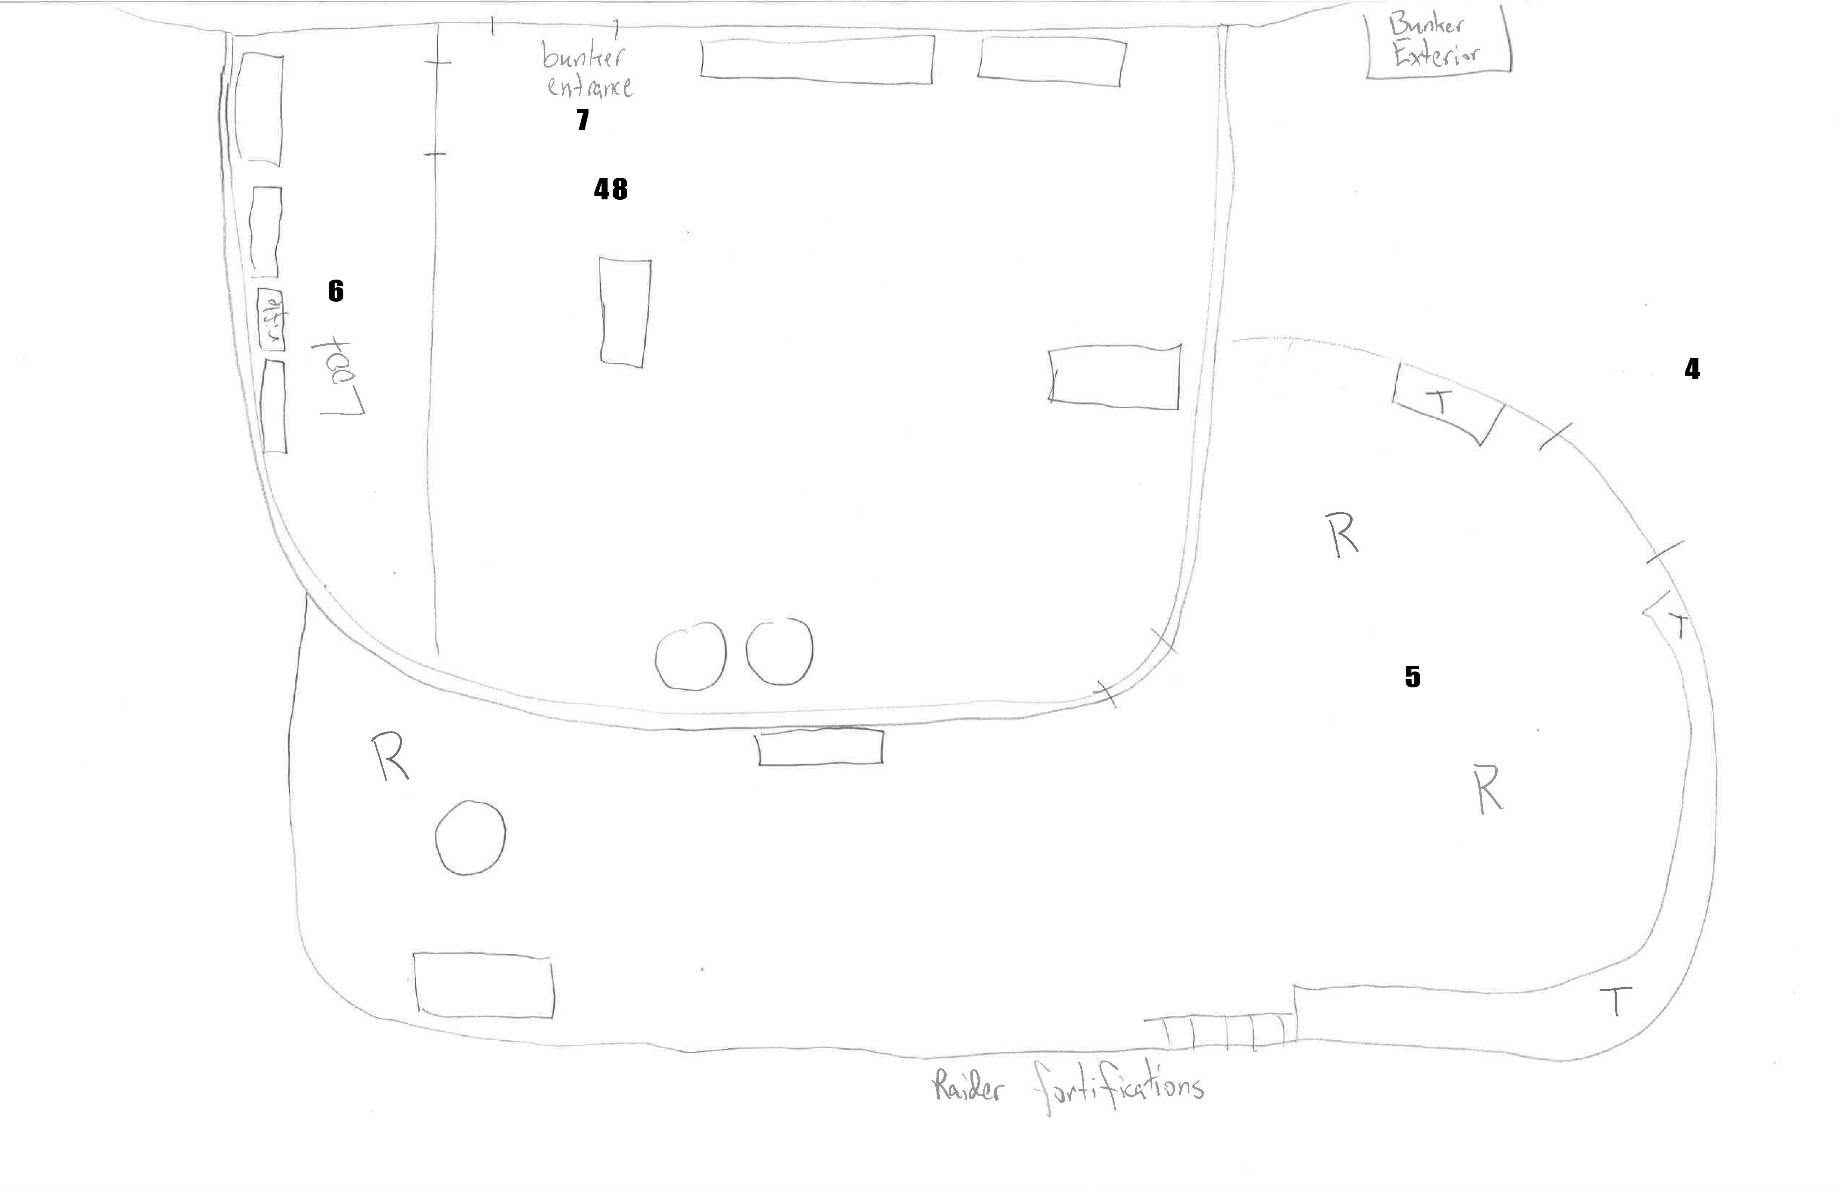 Bunker
Exterior
bunker
entrance
7
48
6
rifle
Loot
4
T
T
R
5
R
R
T
Raider fortifications